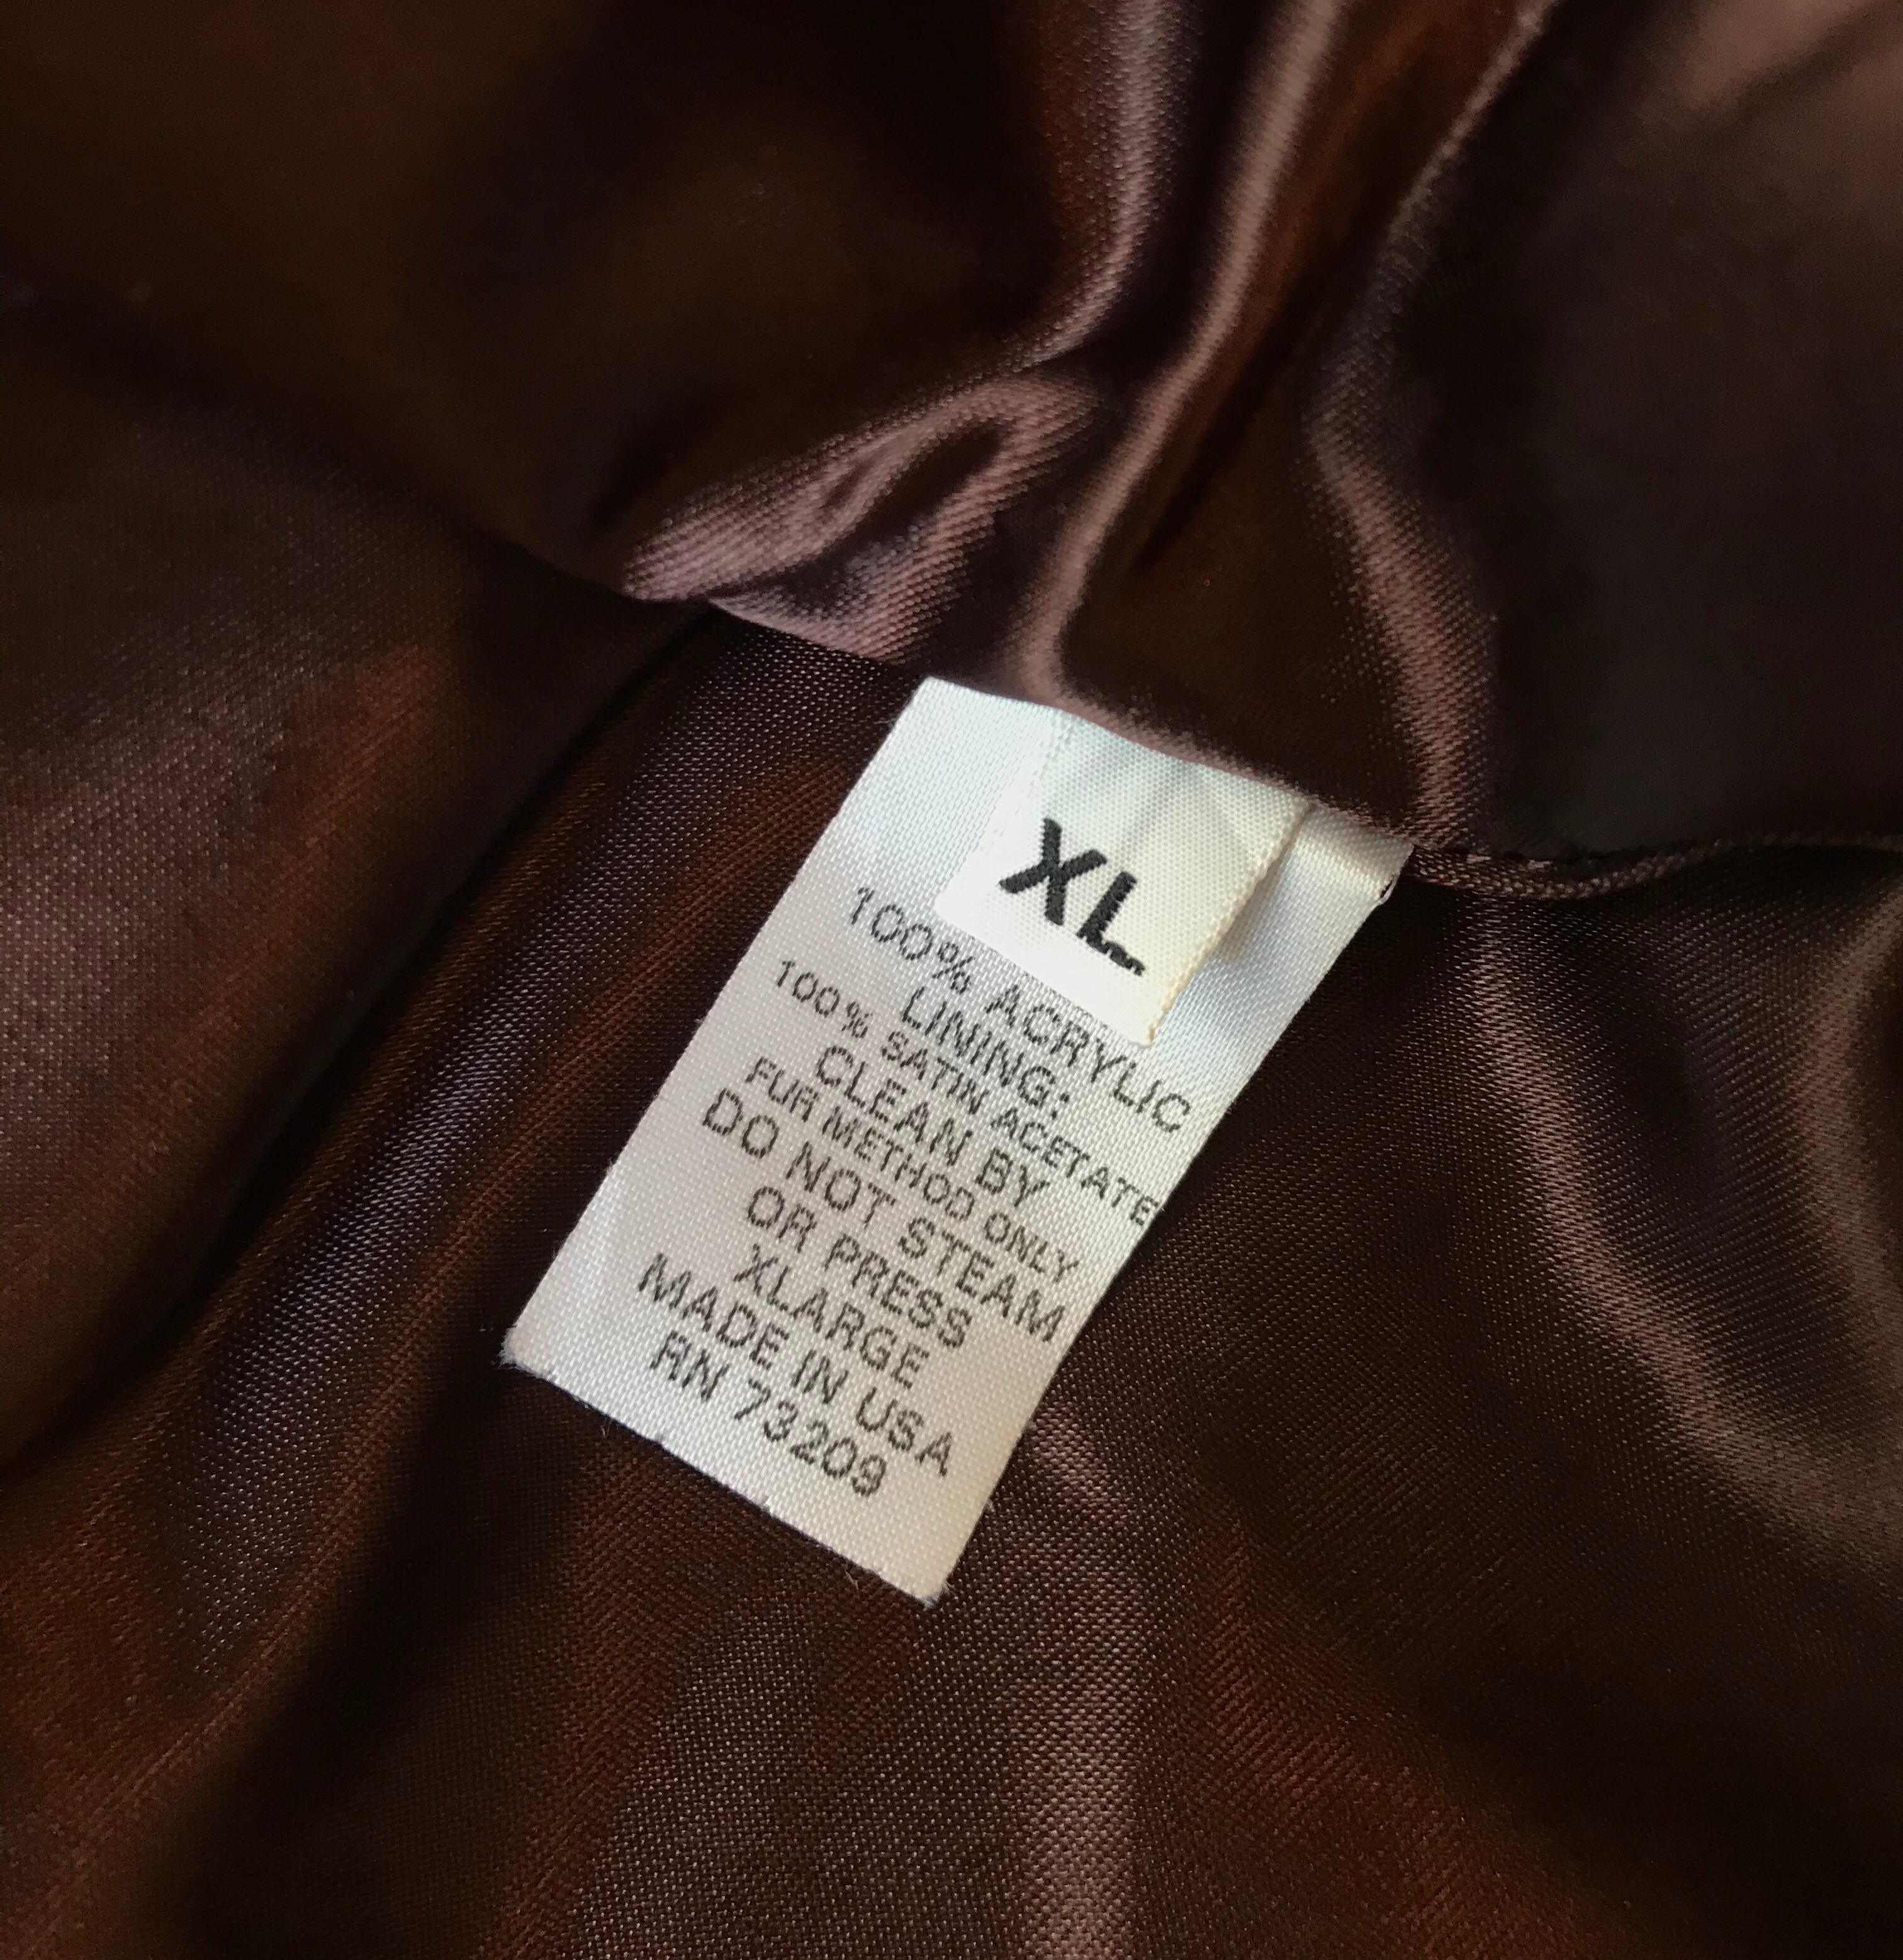 XL
100% ACRYLIC
LINING:
100% SATIN ACETATE
CLEAN BY
FUR METHOD ONLY
DO NOT STEAM
OR PRESS
XLARGE
MADE IN USA
RN 73209